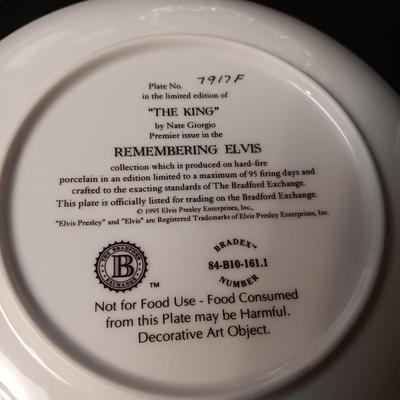 Plate No. 7917F
in the limited edition of
"THE KING"
by Nate Giorgio
Premier issue in the
REMEMBERING ELVIS
collection which is produced on hard-fire
porcelain in an edition limited to a maximum of 95 firing days and
crafted to the exacting standards of The Bradford Exchange.
This plate is officially listed for trading on the Bradford Exchange.
© 1995 Elvis Presley Enterprises, Inc.
"Elvis Presley" and "Elvis" are Registered Trademarks of Elvis Presley Enterprises, Inc.
THE BRADFORD
B
EXCHANGE
TM
BRADEX™
84-B10-161.1
NUMBER
Not for Food Use - Food Consumed
from this Plate may be Harmful.
Decorative Art Object.